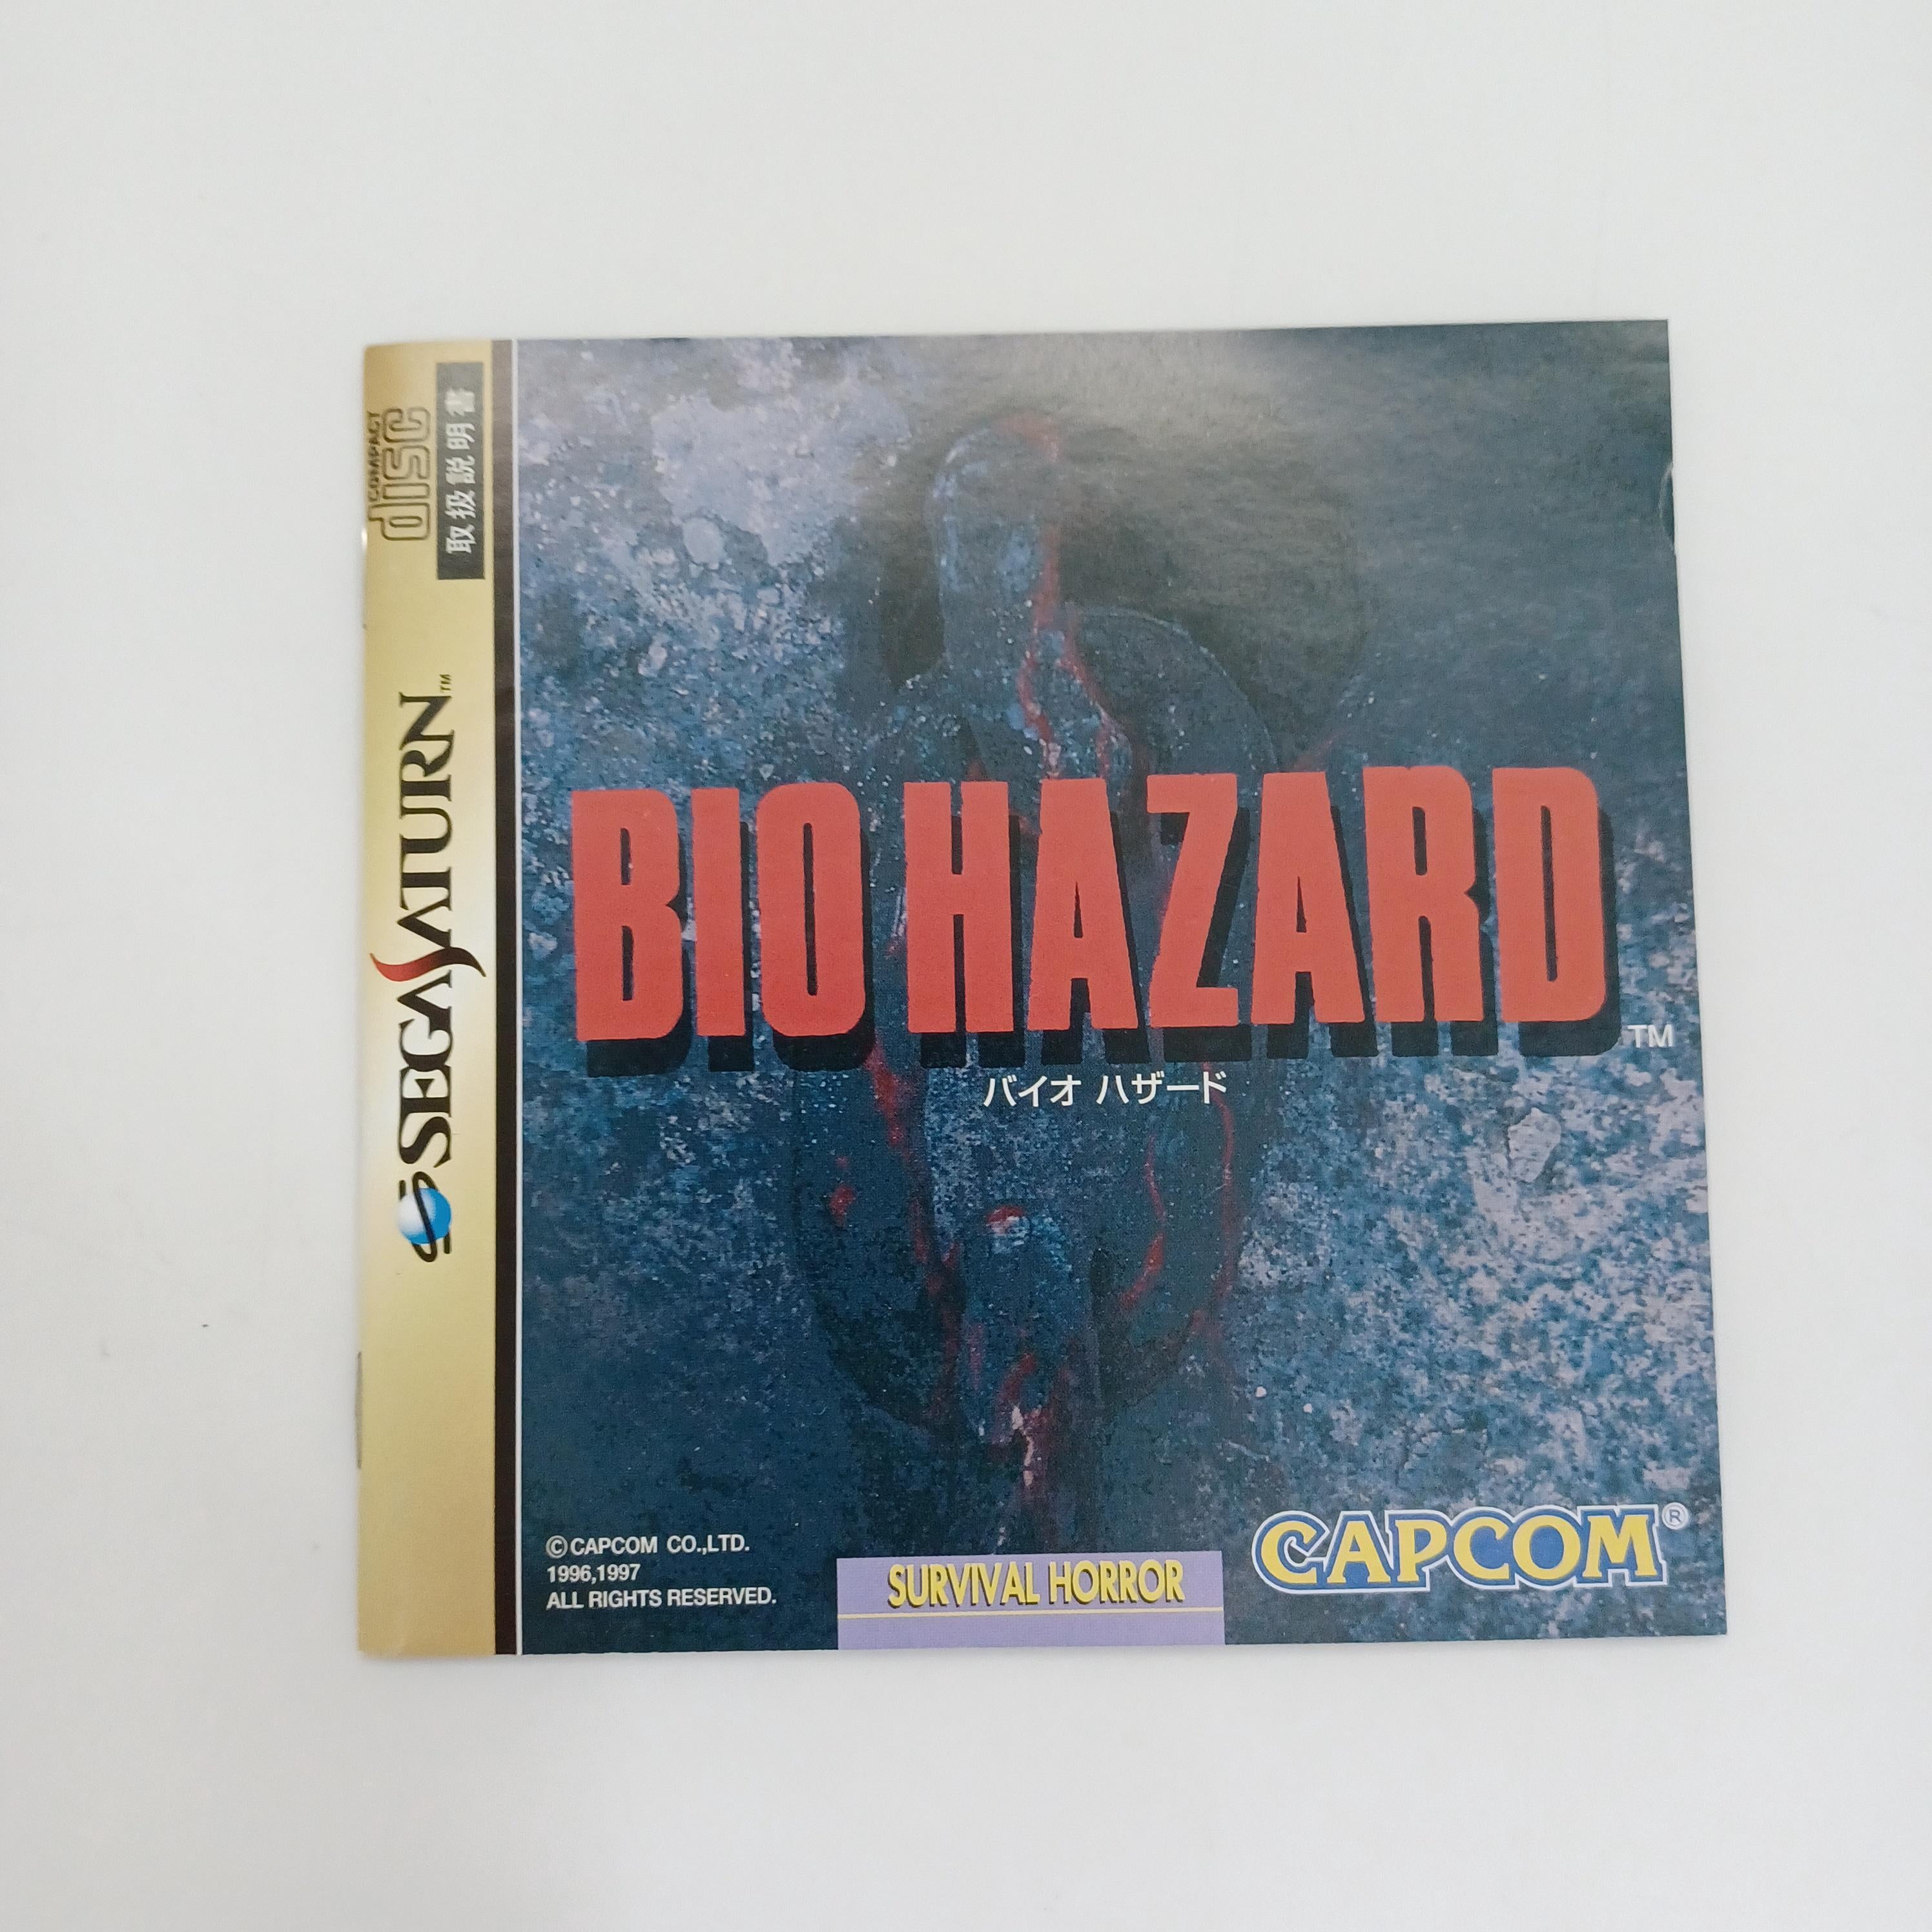 COMPACT
disc
取扱説明書
SEGA SATURN™
BIO HAZARD™
バイオ ハザード
©CAPCOM CO.,LTD.
1996,1997
ALL RIGHTS RESERVED.
SURVIVAL HORROR
CAPCOM®